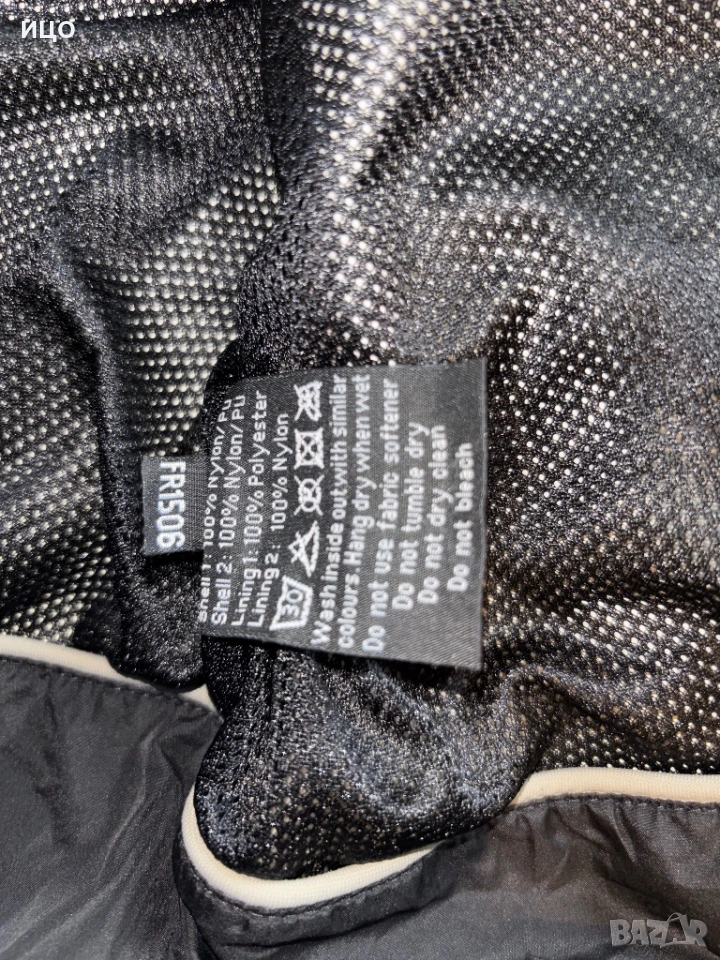 ицо
FR1506
Shell 1: 100% Nylon/PU
Shell 2: 100% Nylon/PU
Lining 1: 100% Polyester
Lining 2: 100% Nylon
30
Wash Inside out with similar
colours. Hang dry when wet
Do not use fabric softener
Do not tumble dry
Do not dry clean
Do not bleach
BAZAR